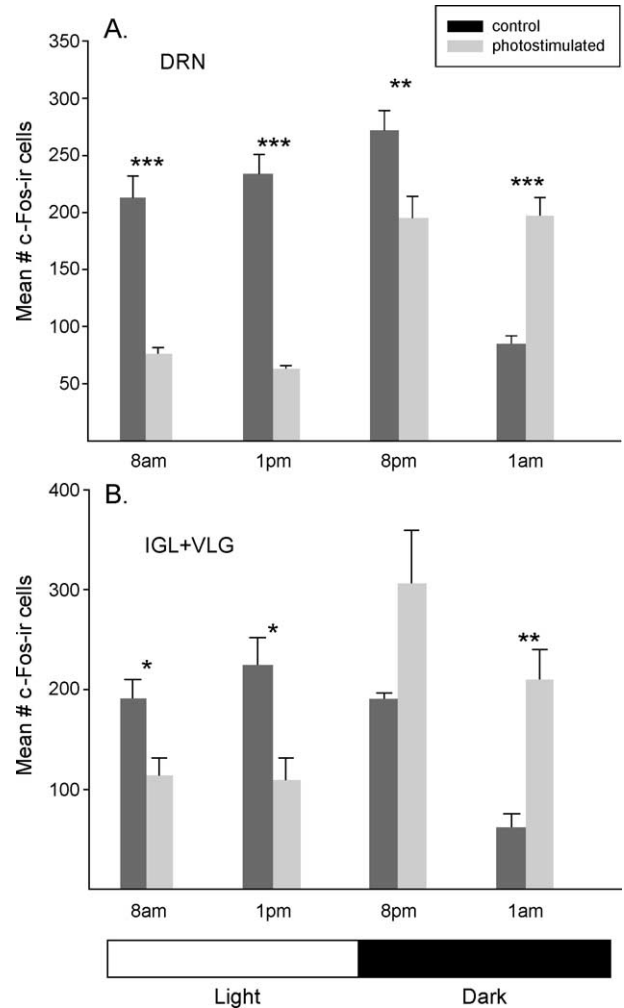 control
photostimulated
A.
DRN
Mean # c-Fos-ir cells
350
300
250
200
150
100
50
***
***
**
***
8am 1pm 8pm 1am
B.
IGL+VLG
Mean # c-Fos-ir cells
400
300
200
100
*
*
**
8am 1pm 8pm 1am
Light Dark